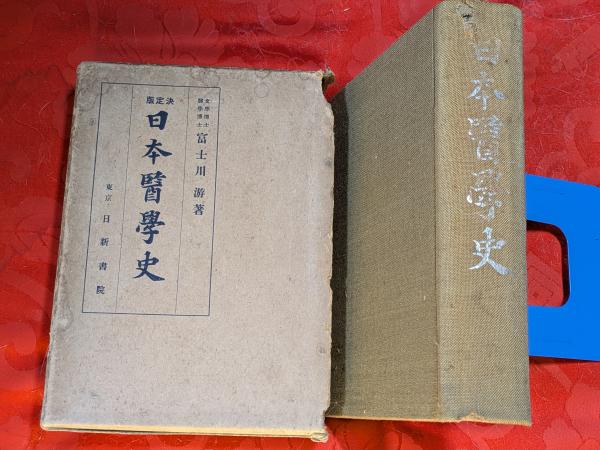 文學博士
醫學博士
富士川 游著
決定版
日本醫學史
東京 日新書院
日本醫學史